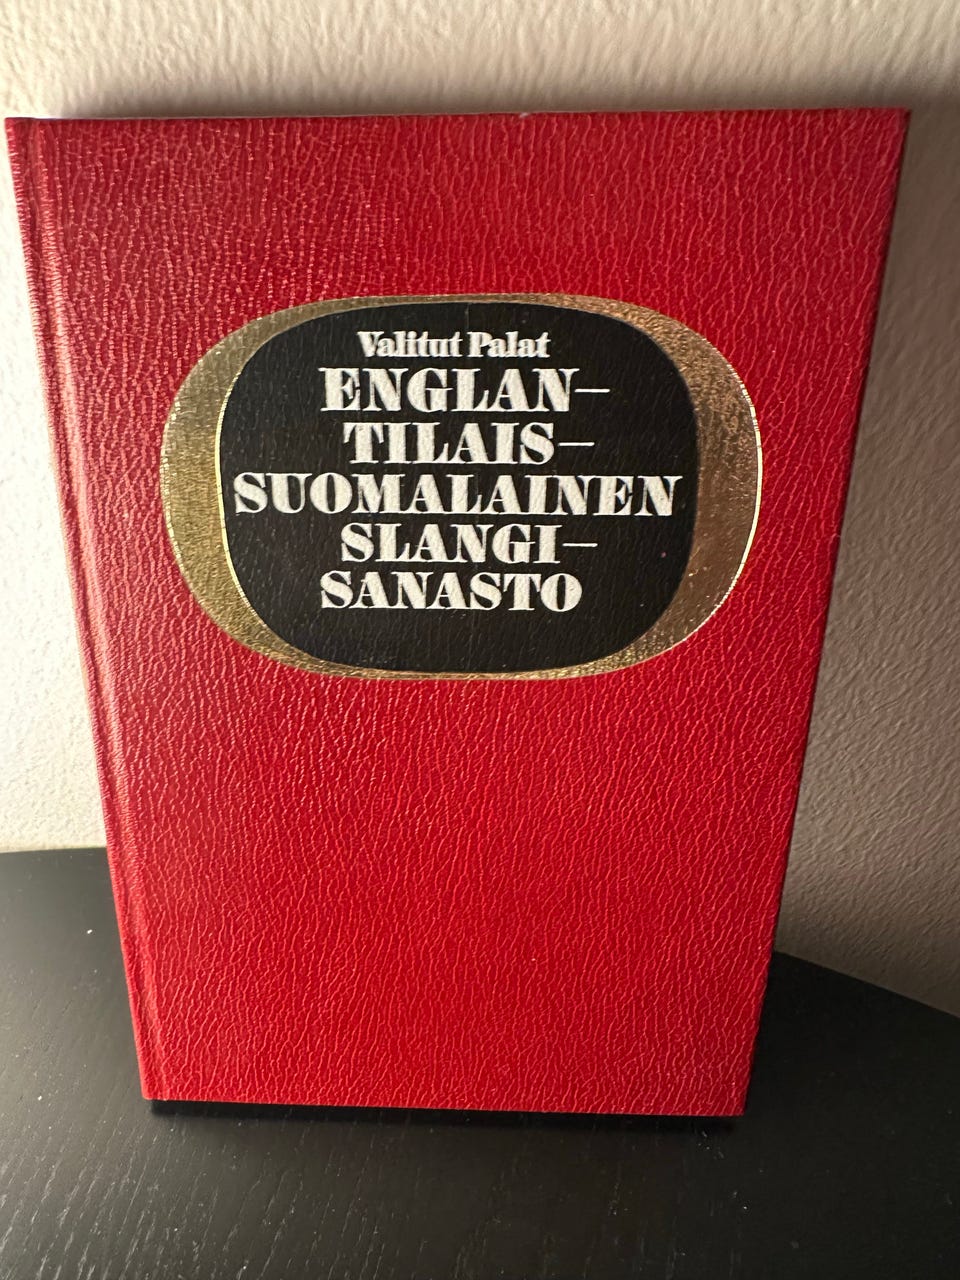 Valitut Palat
ENGLAN–
TILAIS–
SUOMALAINEN
SLANGI–
SANASTO